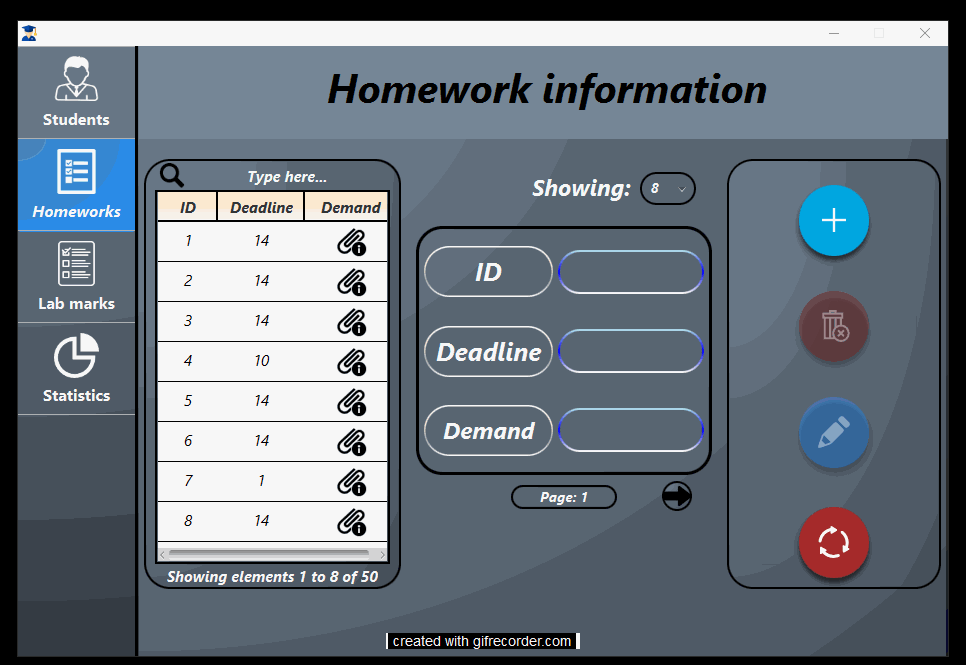 Homework information
Students
Homeworks
Lab marks
Statistics
Type here...
ID Deadline Demand
1 14
2 14
3 14
4 10
5 14
6 14
7 1
8 14
Showing elements 1 to 8 of 50
Showing: 8
ID
Deadline
Demand
Page: 1
created with gifrecorder.com